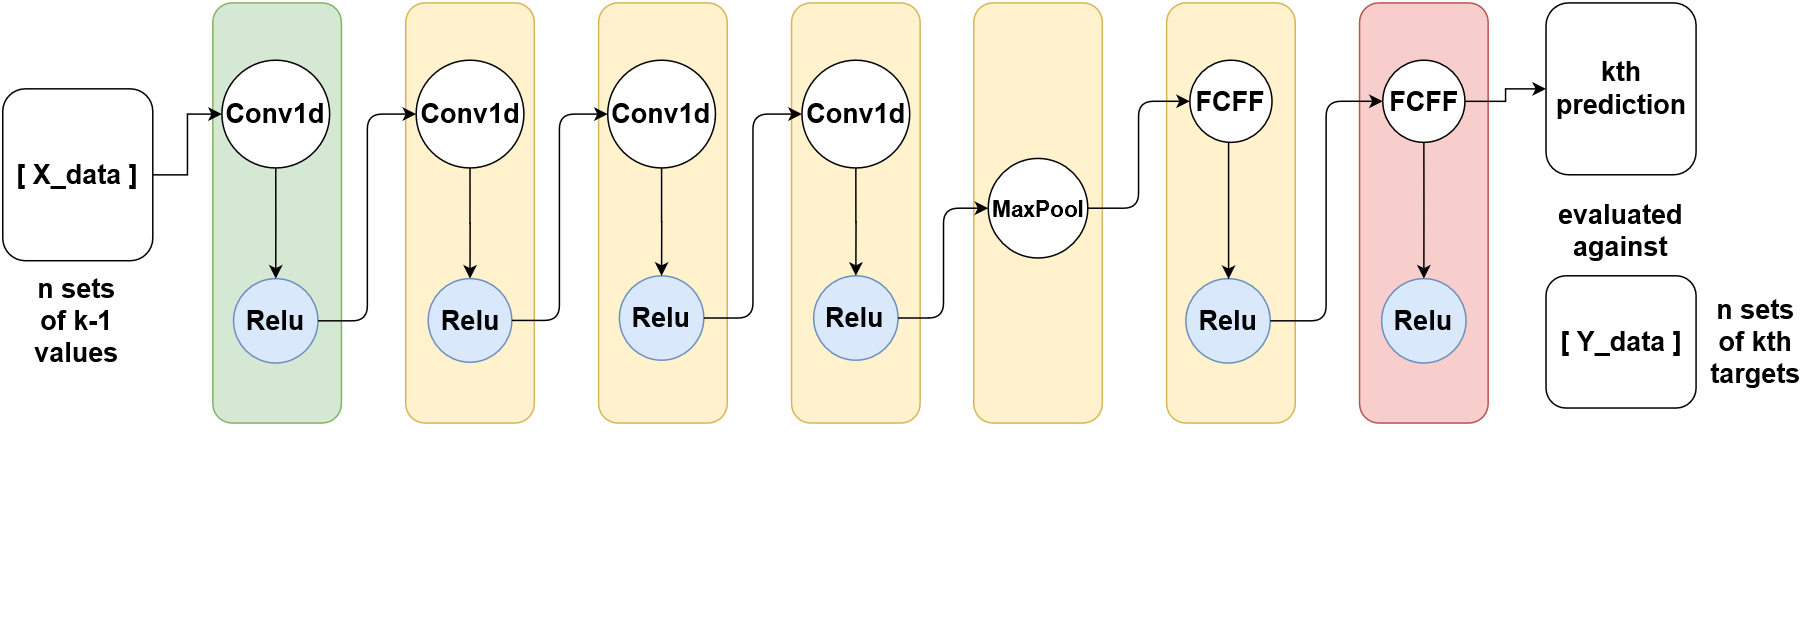 [ X_data ]
n sets
of k-1
values
Conv1d
Relu
Conv1d
Relu
Conv1d
Relu
Conv1d
Relu
MaxPool
FCFF
Relu
FCFF
Relu
kth
prediction
evaluated
against
[ Y_data ]
n sets
of kth
targets